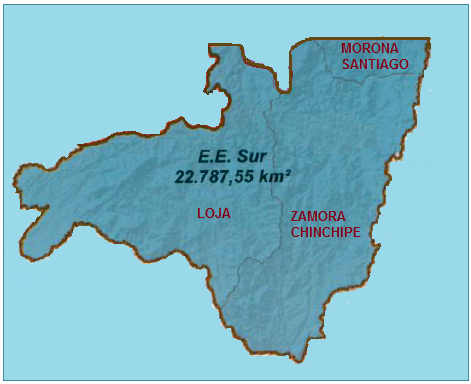 MORONA
SANTIAGO
E.E. Sur
22.787,55 km²
LOJA
ZAMORA
CHINCHIPE